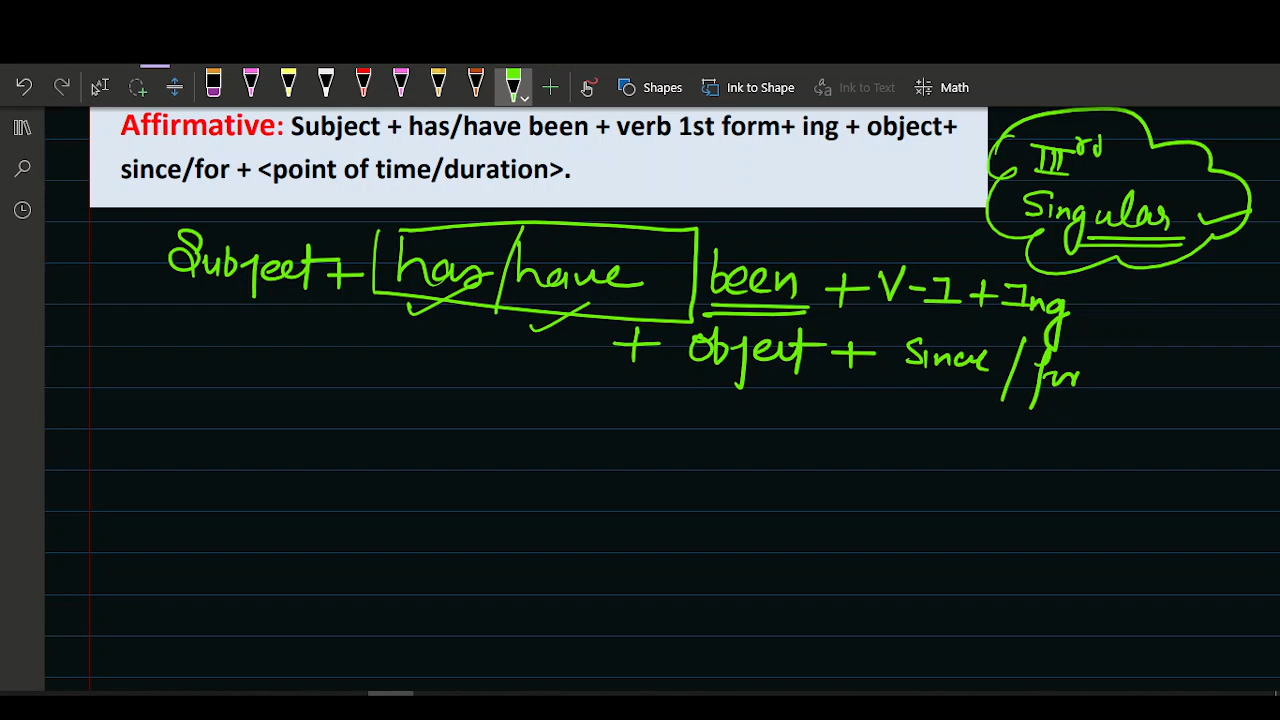 Shapes Ink to Shape Ink to Text Math
Affirmative: Subject + has/have been + verb 1st form+ ing + object+
since/for + <point of time/duration>.
IIIrd
Singular
Subject + has/have been + V-I + Ing
+ object + since/for